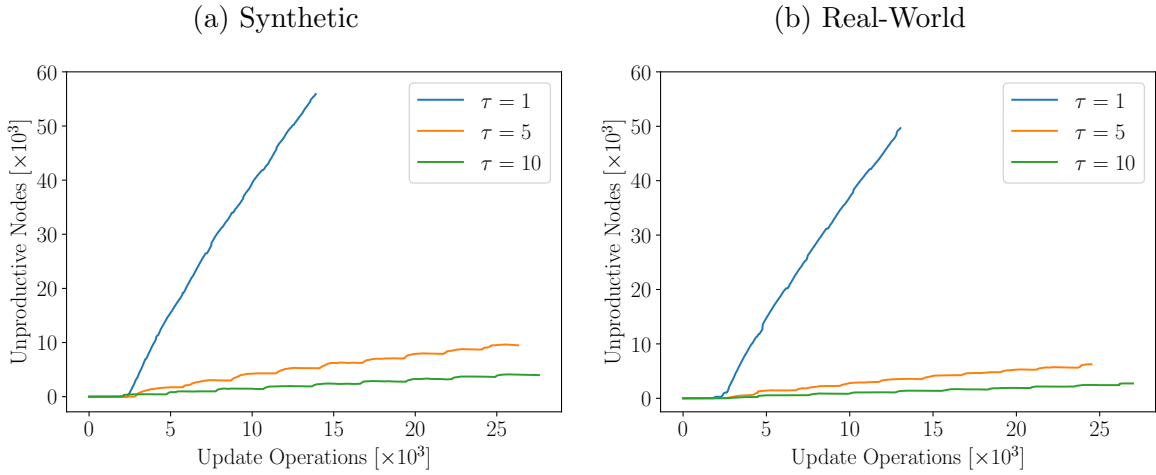 (a) Synthetic
60
50
40
30
20
10
0
Unproductive Nodes [×10³]
τ = 1
τ = 5
τ = 10
0 5 10 15 20 25
Update Operations [×10³]
(b) Real-World
60
50
40
30
20
10
0
Unproductive Nodes [×10³]
τ = 1
τ = 5
τ = 10
0 5 10 15 20 25
Update Operations [×10³]